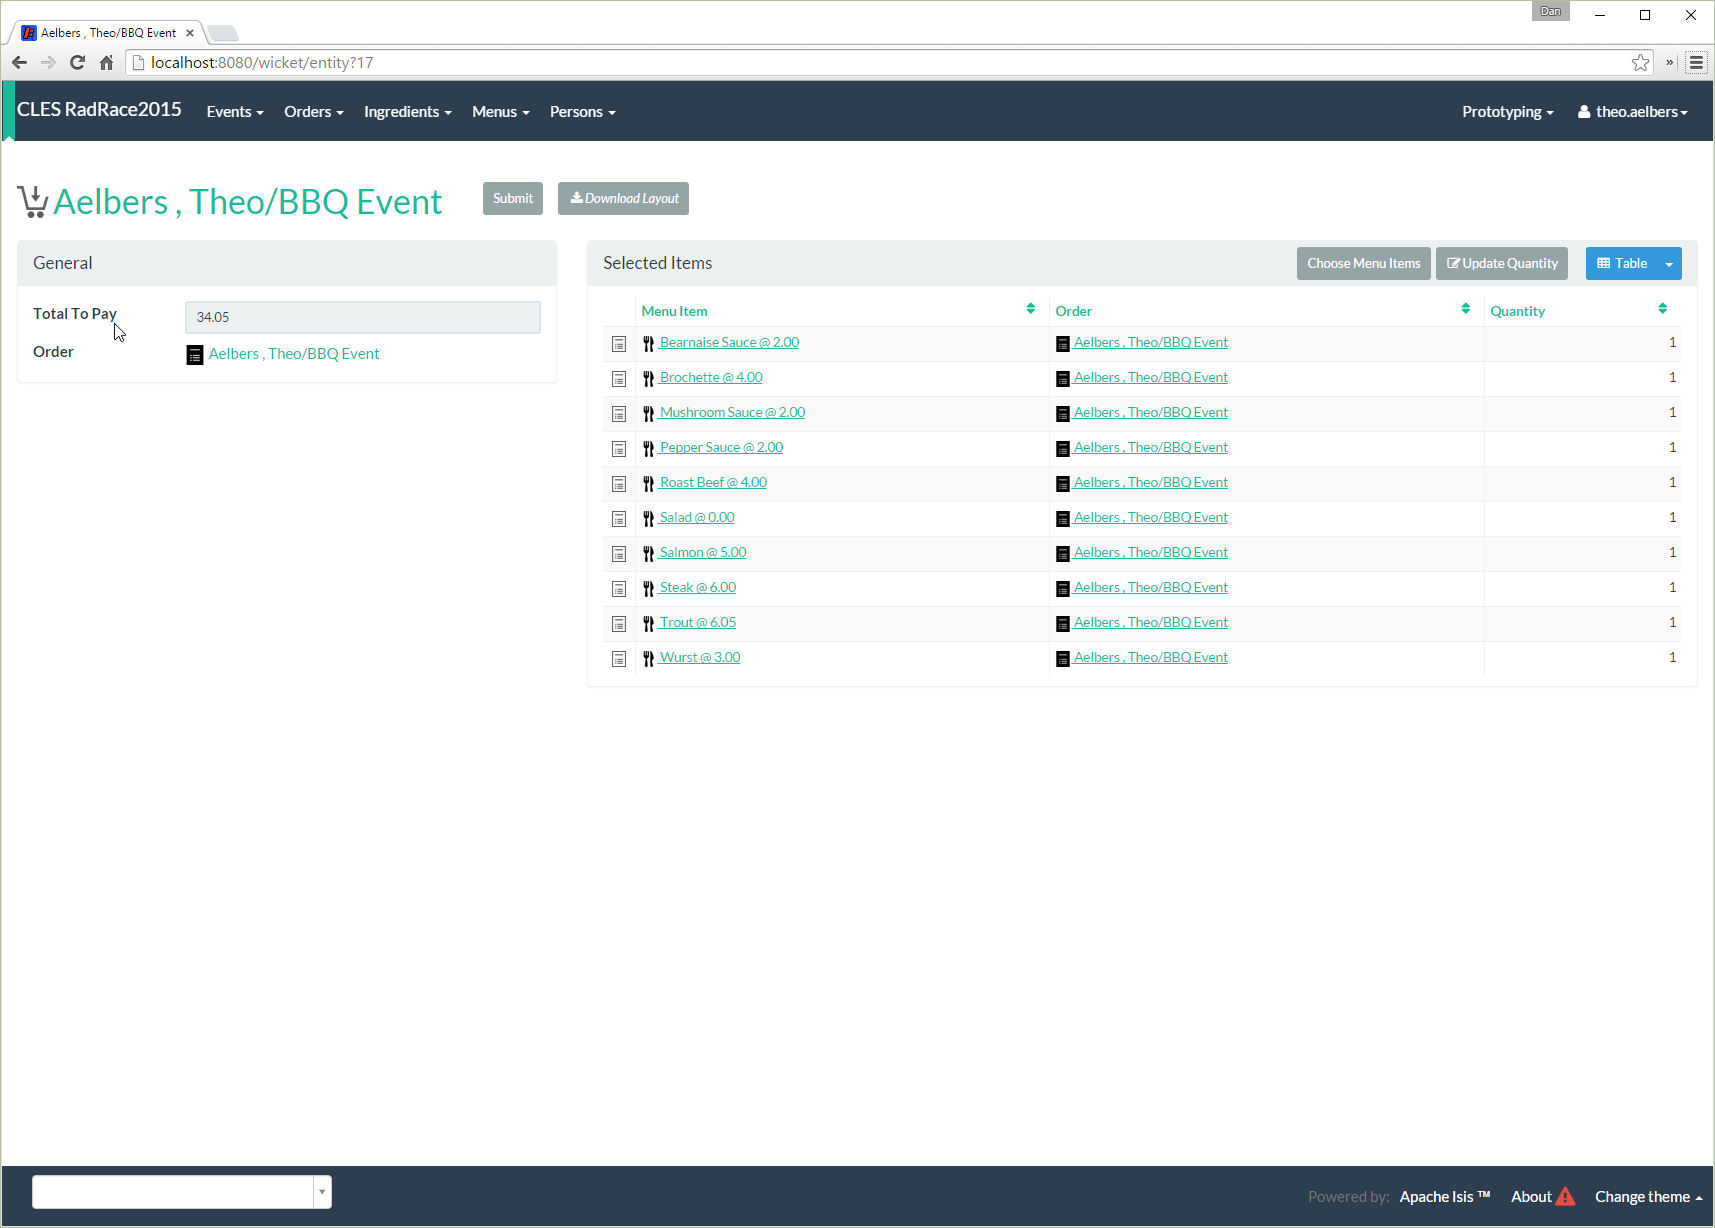 Dan
Aelbers , Theo/BBQ Event
localhost:8080/wicket/entity?17
CLES RadRace2015 Events Orders Ingredients Menus Persons Prototyping theo.aelbers
Aelbers , Theo/BBQ Event Submit Download Layout
General
Total To Pay 34.05
Order Aelbers , Theo/BBQ Event
Selected Items Choose Menu Items Update Quantity Table
Menu Item Order Quantity
Bearnaise Sauce @ 2.00 Aelbers , Theo/BBQ Event 1
Brochette @ 4.00 Aelbers , Theo/BBQ Event 1
Mushroom Sauce @ 2.00 Aelbers , Theo/BBQ Event 1
Pepper Sauce @ 2.00 Aelbers , Theo/BBQ Event 1
Roast Beef @ 4.00 Aelbers , Theo/BBQ Event 1
Salad @ 0.00 Aelbers , Theo/BBQ Event 1
Salmon @ 5.00 Aelbers , Theo/BBQ Event 1
Steak @ 6.00 Aelbers , Theo/BBQ Event 1
Trout @ 6.05 Aelbers , Theo/BBQ Event 1
Wurst @ 3.00 Aelbers , Theo/BBQ Event 1
Powered by: Apache Isis ™ About Change theme